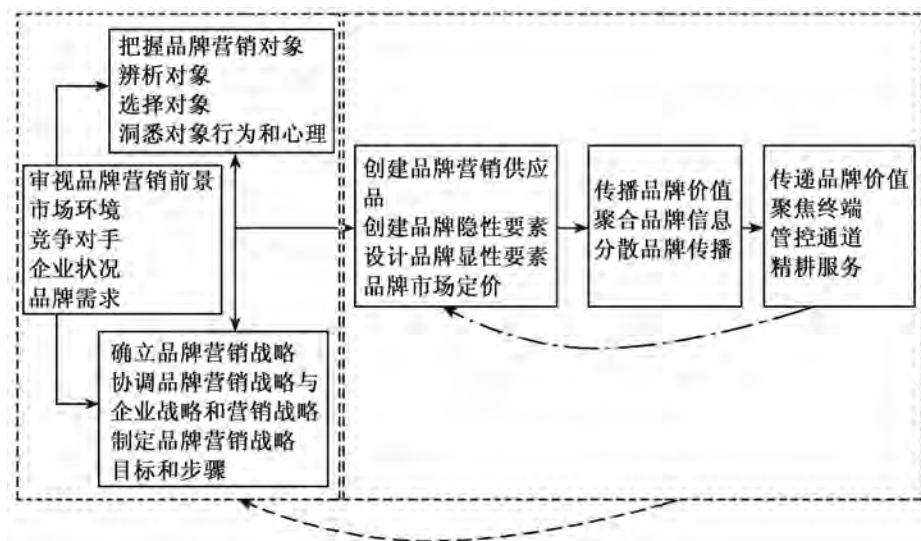 把握品牌营销对象
辨析对象
选择对象
洞悉对象行为和心理
审视品牌营销前景
市场环境
竞争对手
企业状况
品牌需求
确立品牌营销战略
协调品牌营销战略与
企业战略和营销战略
制定品牌营销战略
目标和步骤
创建品牌营销供应
品
创建品牌隐性要素
设计品牌显性要素
品牌市场定价
传播品牌价值
聚合品牌信息
分散品牌传播
传递品牌价值
聚焦终端
管控通道
精耕服务